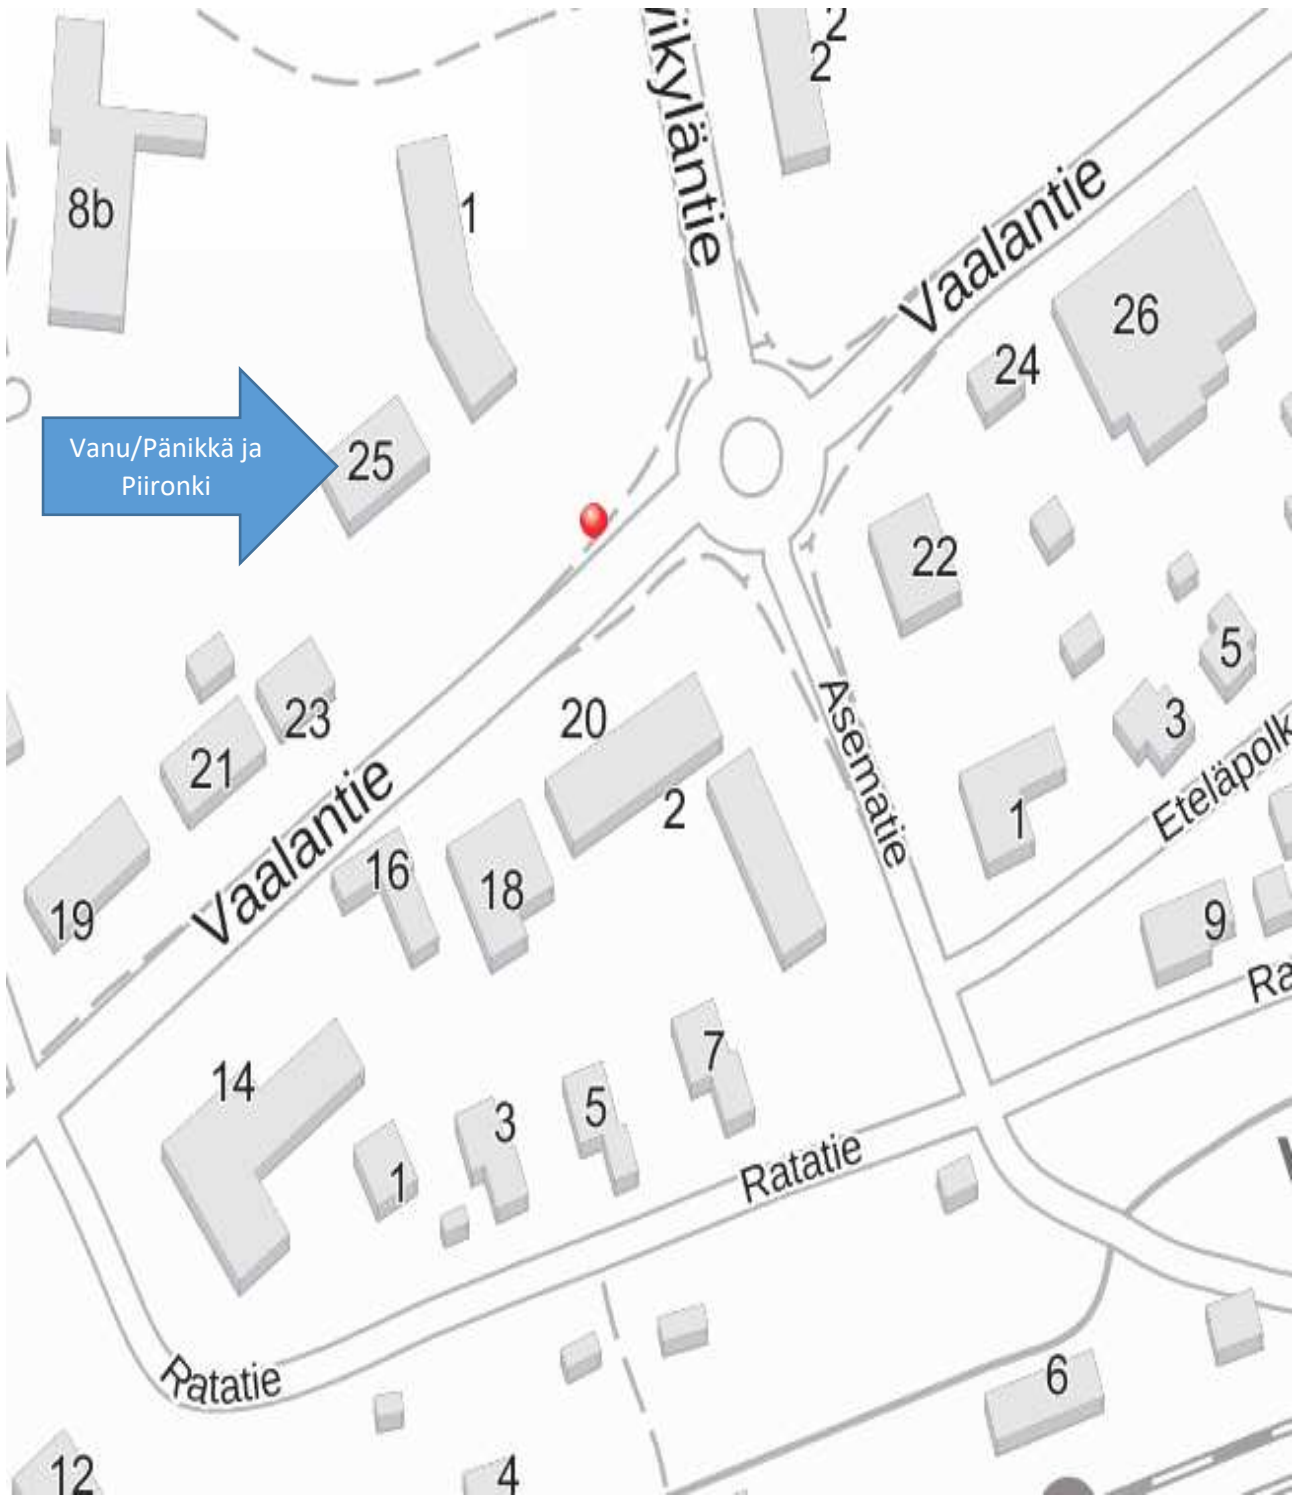 2
2
vikyläntie
8b
1
Vaalantie
26
24
Vanu/Pänikkä ja
Piironki
25
22
5
3
23
20
21
Asematie
Eteläpolk
2
1
Vaalantie
16
18
19
9
Ra
7
14
5
3
1
Ratatie
6
Ratatie
12
4